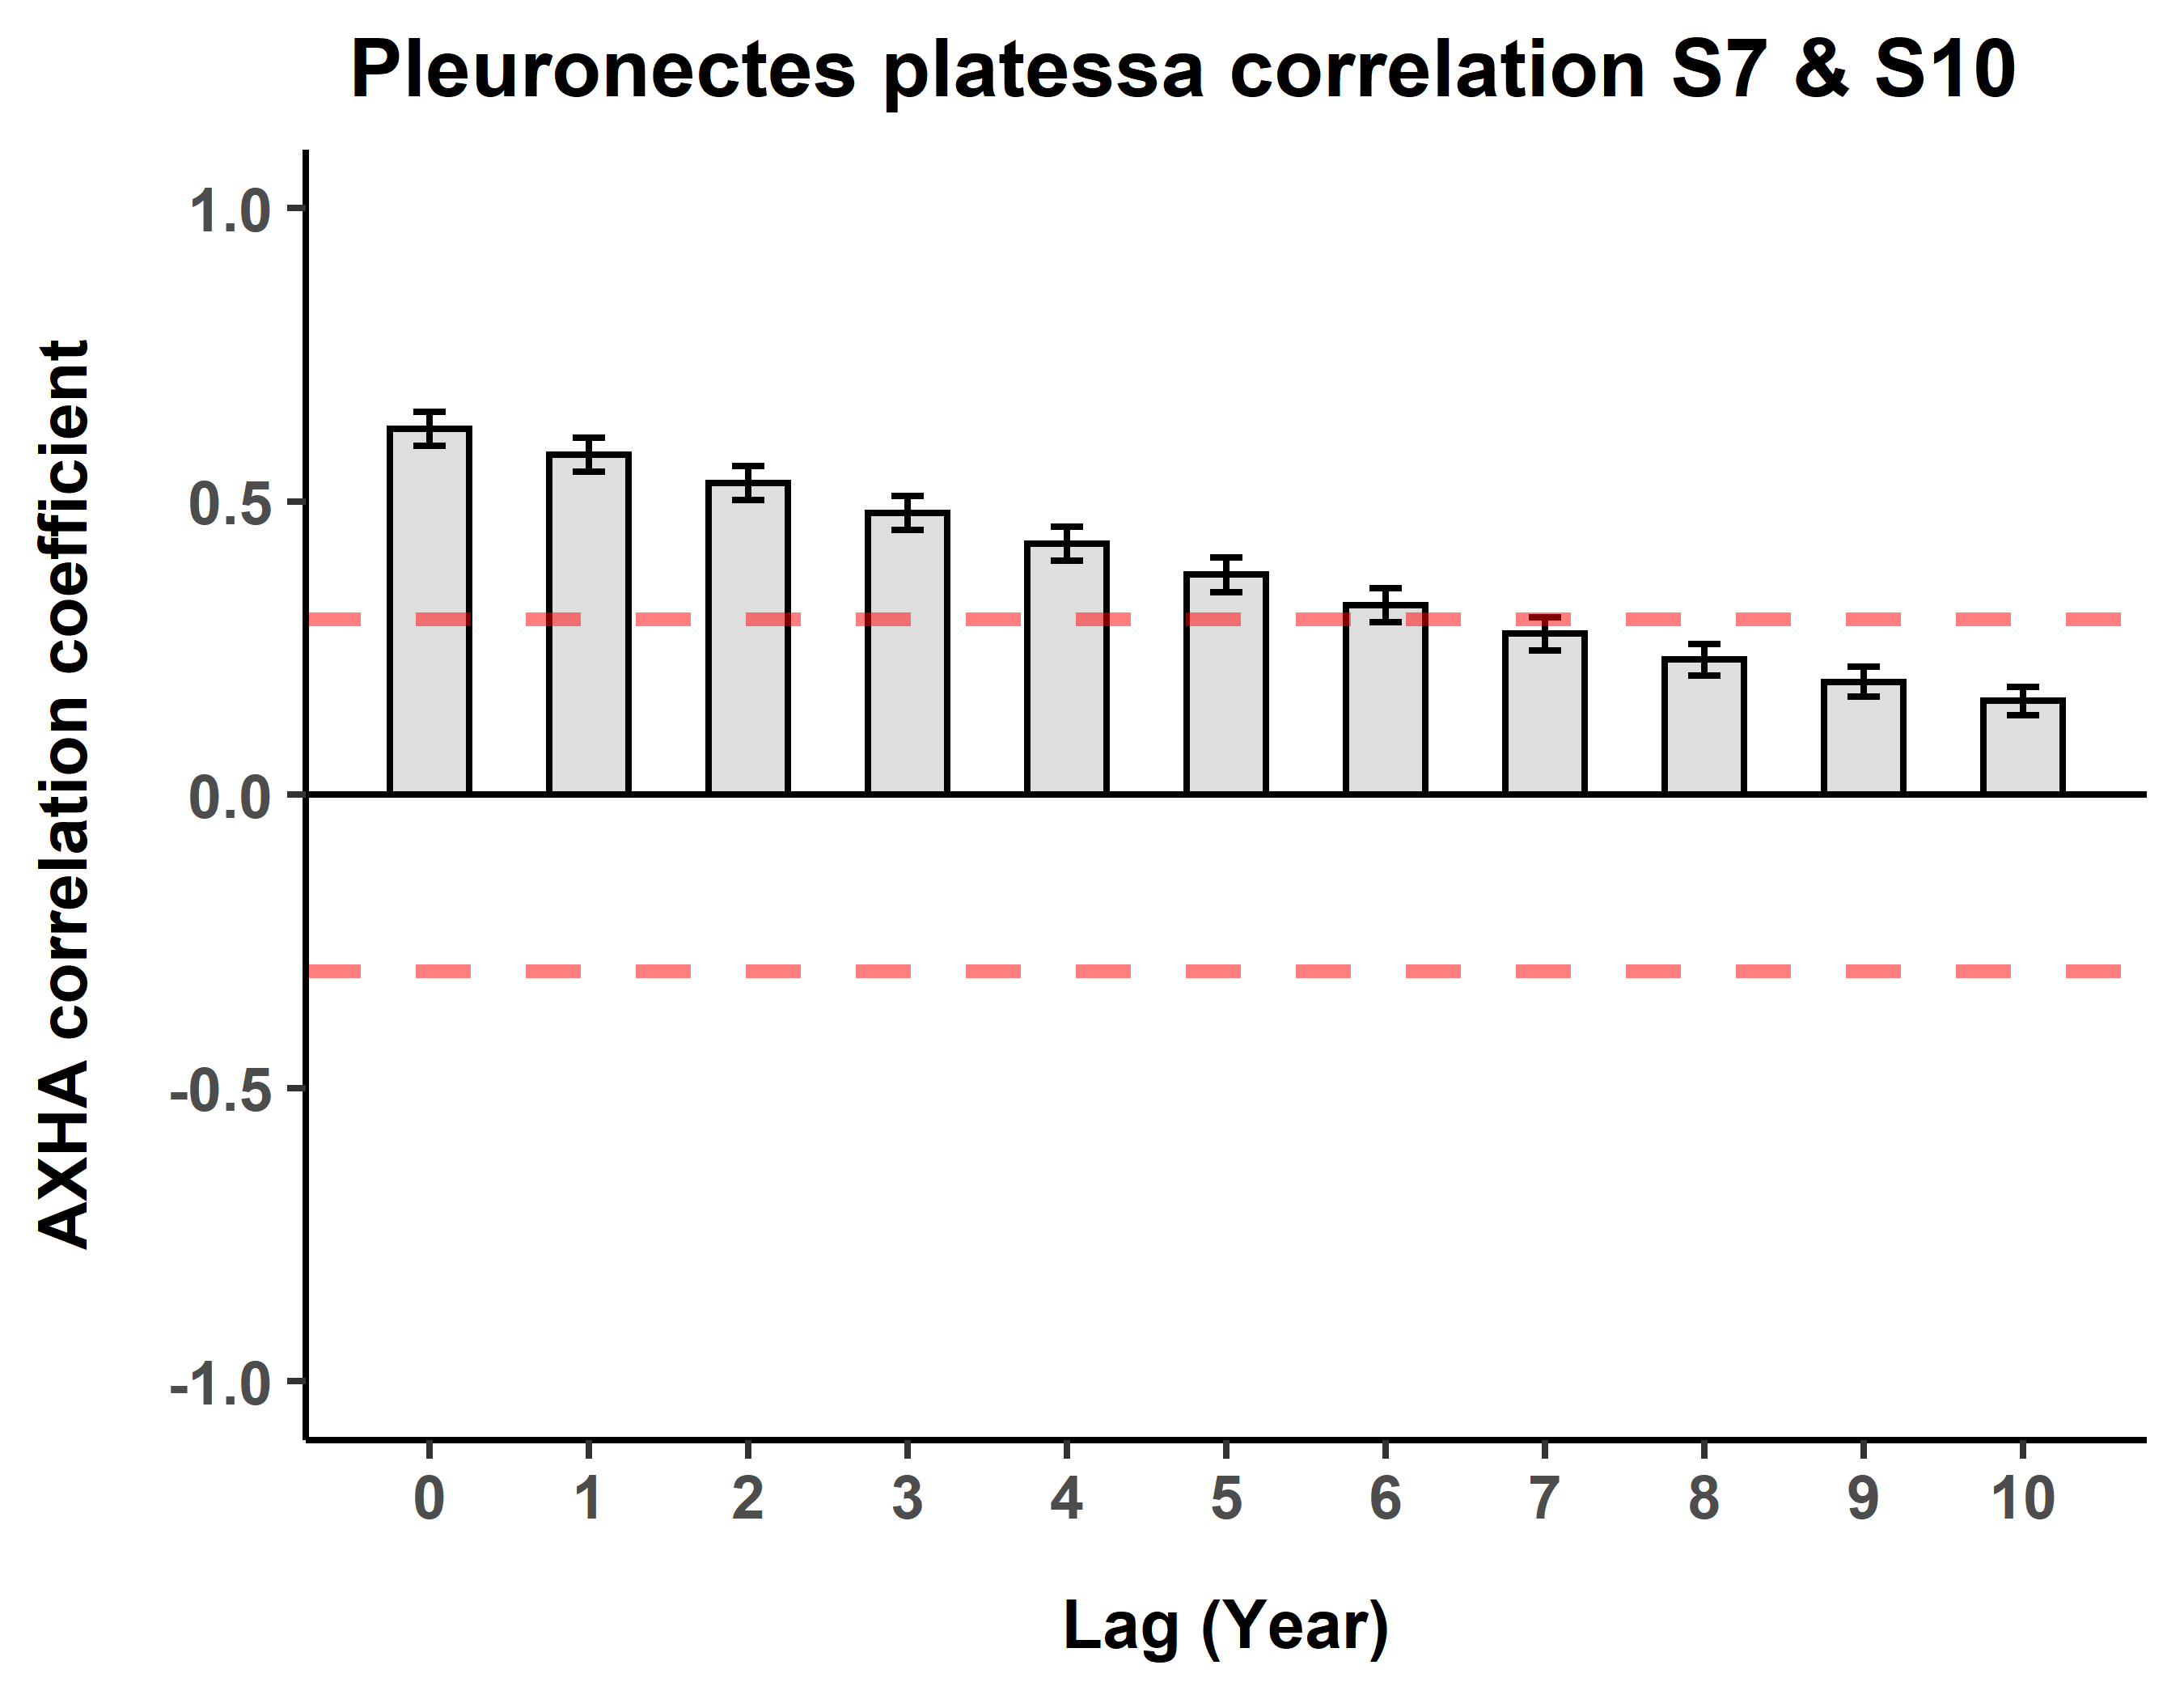 Pleuronectes platessa correlation S7 & S10
AXHA correlation coefficient
1.0
0.5
0.0
-0.5
-1.0
0 1 2 3 4 5 6 7 8 9 10
Lag (Year)